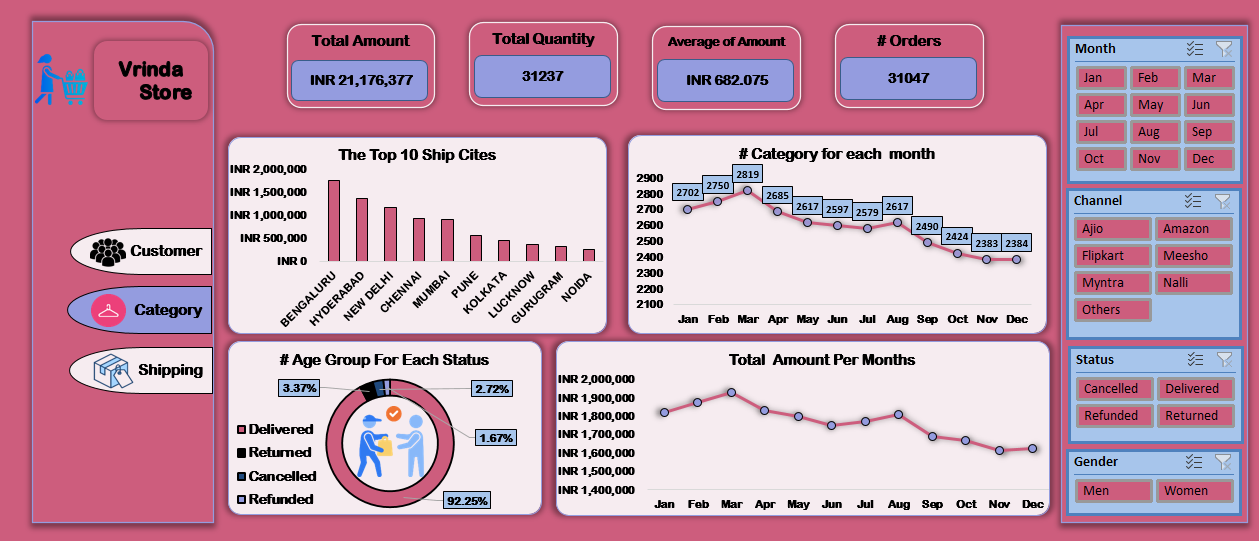 Vrinda
Store
Customer
Category
Shipping
Total Amount
INR 21,176,377
Total Quantity
31237
Average of Amount
INR 682.075
# Orders
31047
The Top 10 Ship Cites
INR 2,000,000
INR 1,500,000
INR 1,000,000
INR 500,000
INR 0
BENGALURU
HYDERABAD
NEW DELHI
CHENNAI
MUMBAI
PUNE
KOLKATA
LUCKNOW
GURUGRAM
NOIDA
# Category for each month
2900
2800
2700
2600
2500
2400
2300
2200
2100
2702
2750
2819
2685
2617
2597
2579
2617
2490
2424
2383
2384
Jan Feb Mar Apr May Jun Jul Aug Sep Oct Nov Dec
# Age Group For Each Status
3.37%
2.72%
1.67%
92.25%
Delivered
Returned
Cancelled
Refunded
Total Amount Per Months
INR 2,000,000
INR 1,900,000
INR 1,800,000
INR 1,700,000
INR 1,600,000
INR 1,500,000
INR 1,400,000
Jan Feb Mar Apr May Jun Jul Aug Sep Oct Nov Dec
Month
Jan Feb Mar
Apr May Jun
Jul Aug Sep
Oct Nov Dec
Channel
Ajio Amazon
Flipkart Meesho
Myntra Nalli
Others
Status
Cancelled Delivered
Refunded Returned
Gender
Men Women